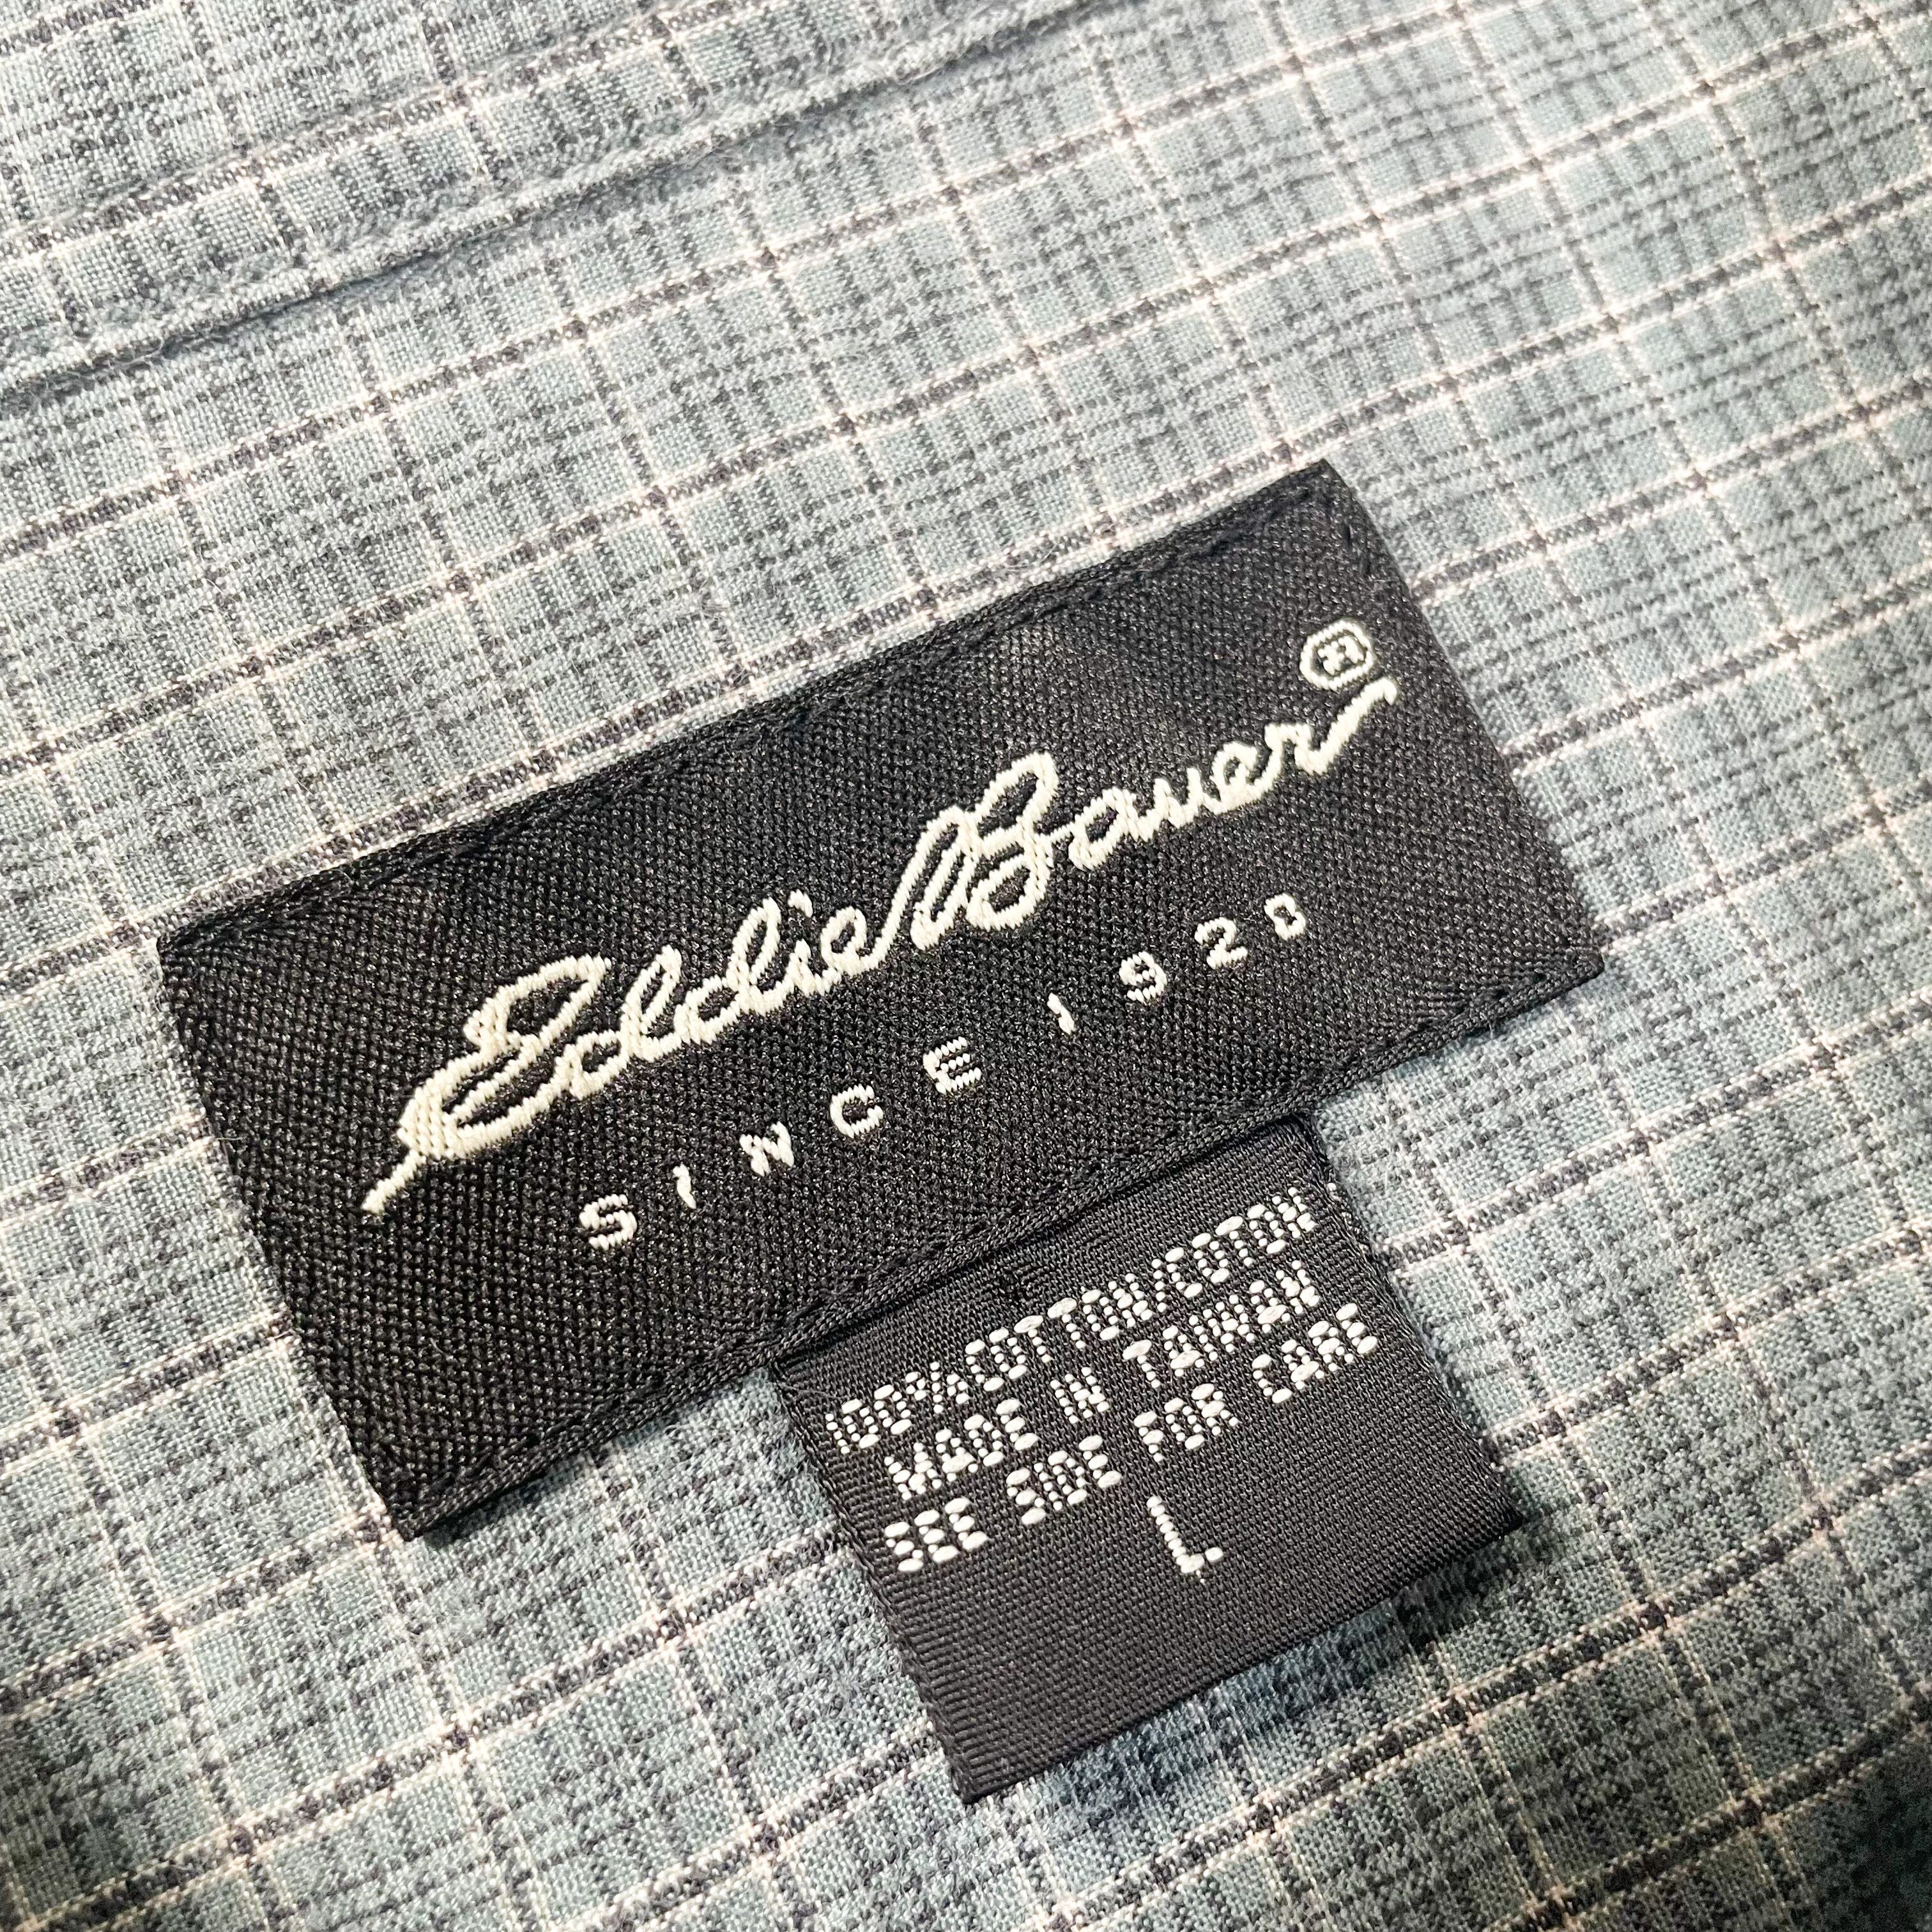 Eddie Bauer®
SINCE 1920
100%COTTON/COTON
MADE IN TAIWAN
SEE SIDE FOR CARE
L